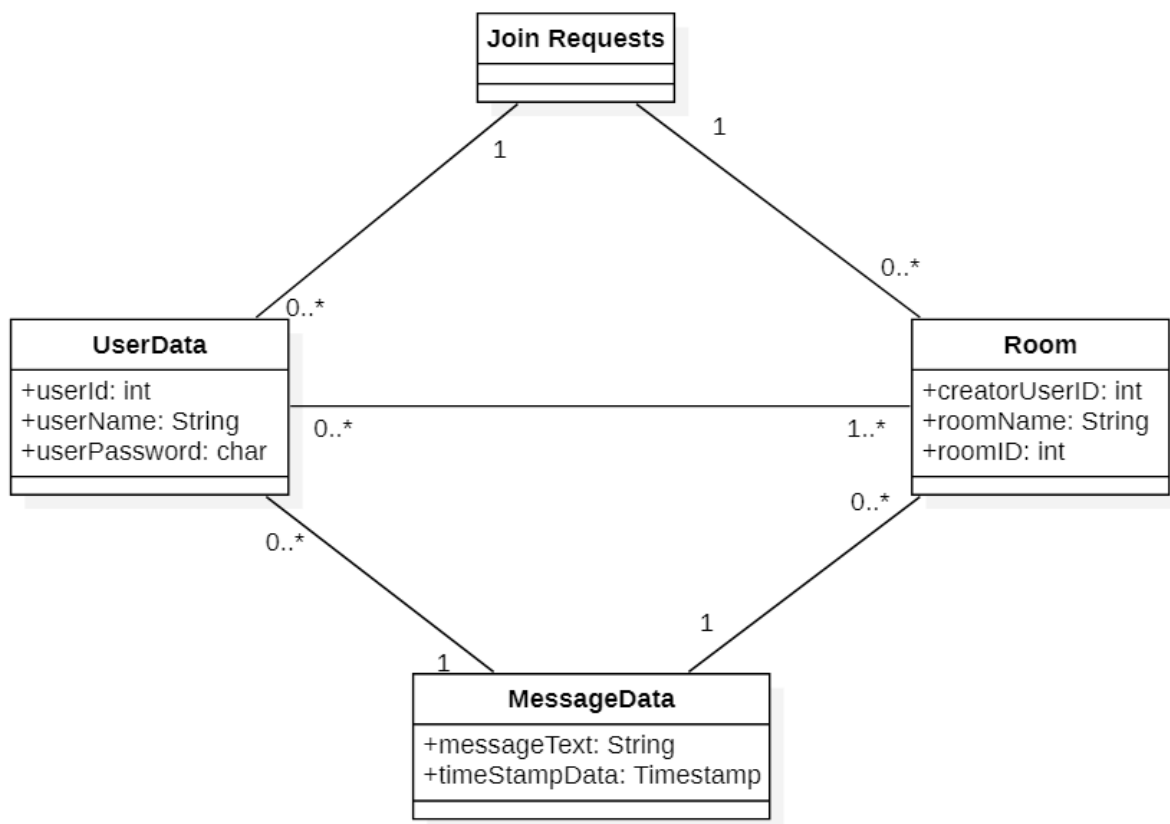 Join Requests
1
1
0..*
0..*
UserData
+userId: int
+userName: String
+userPassword: char
0..*
1..*
Room
+creatorUserID: int
+roomName: String
+roomID: int
0..*
0..*
1
1
MessageData
+messageText: String
+timeStampData: Timestamp